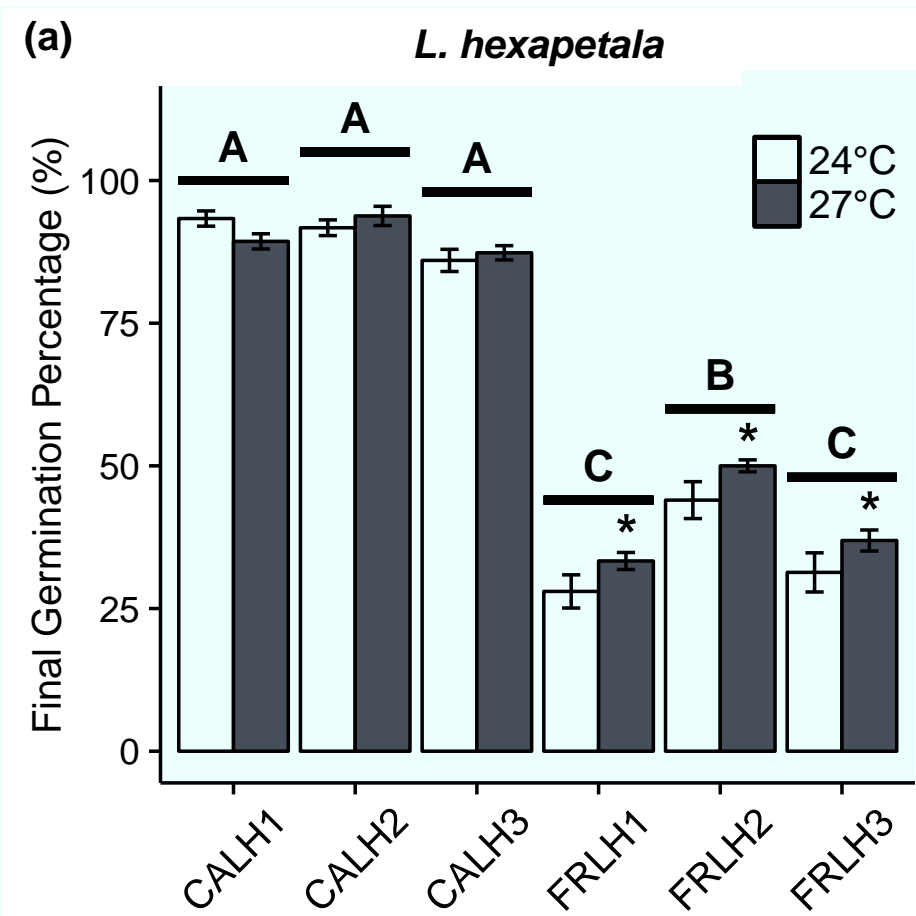 (a)
L. hexapetala
Final Germination Percentage (%)
100
75
50
25
0
A
A
A
C
B
C
*
*
*
24°C
27°C
CALH1
CALH2
CALH3
FRLH1
FRLH2
FRLH3